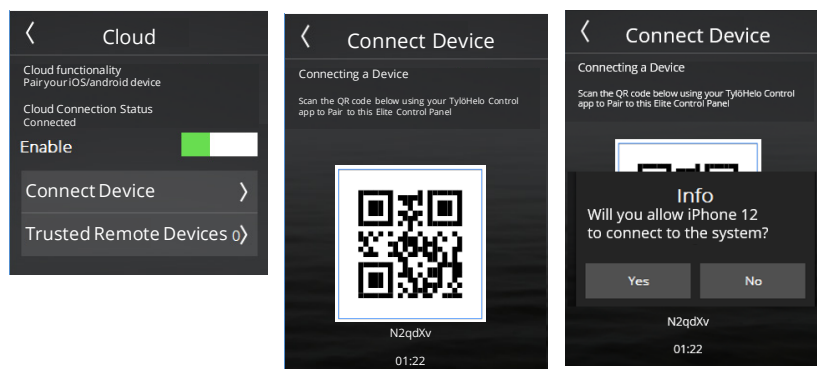 Cloud
Cloud functionality
Pair your iOS/android device
Cloud Connection Status
Connected
Enable
Connect Device
Trusted Remote Devices 0
Connect Device
Connecting a Device
Scan the QR code below using your TylöHelo Control
app to Pair to this Elite Control Panel
N2qdXv
01:22
Connect Device
Connecting a Device
Scan the QR code below using your TylöHelo Control
app to Pair to this Elite Control Panel
Info
Will you allow iPhone 12
to connect to the system?
Yes
No
N2qdXv
01:22